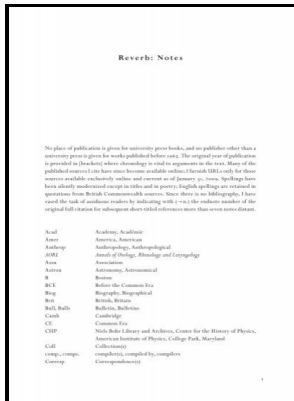 Reverb: Notes
No place of publication is given for university press books, and no publisher other than a
university press is given for works published before 1963. The original year of publication
is provided in [brackets] where chronology is vital to arguments in the text. Many of the
published sources I cite have since become available online; I furnish URLs only for those
sources available exclusively online and current as of January 31, 2009. Spellings have
been silently modernized except in titles and in poetry; English spellings are retained in
quotations from British Commonwealth sources. Since there is no bibliography, I have
eased the task of assiduous readers by indicating with (→n.) the endnote number of the
original full citation for subsequent short-titled references more than seven notes distant.
Acad Academy, Académie
Amer America, American
Anthrop Anthropology, Anthropological
AORL Annals of Otology, Rhinology and Laryngology
Assn Association
Astron Astronomy, Astronomical
B Boston
BCE Before the Common Era
Biog Biography, Biographical
Brit British, Britain
Bull, Bulls Bulletin, Bulletins
Camb Cambridge
CE Common Era
CHP Niels Bohr Library and Archives, Center for the History of Physics,
American Institute of Physics, College Park, Maryland
Coll Collection(s)
comp., comps. compiler(s), compiled by, compilers
Corresp. Correspondence(s)